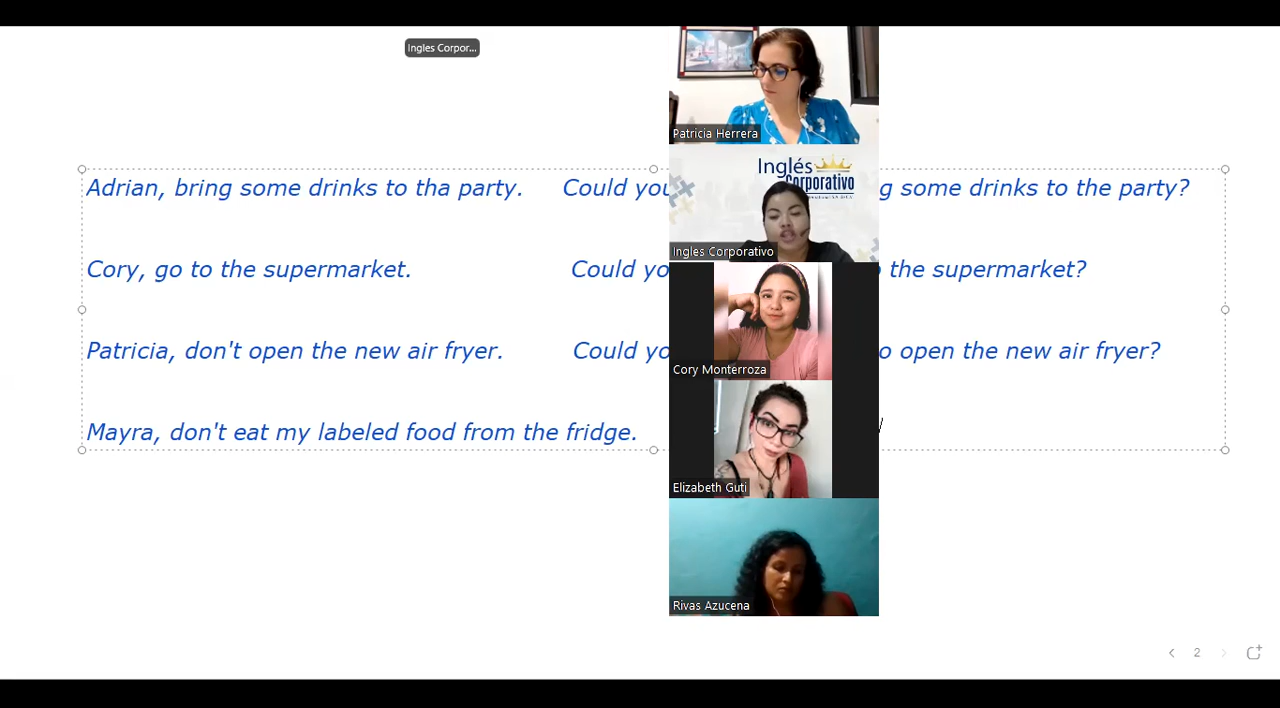 Ingles Corpor...
Patricia Herrera
Inglés
Corporativo
Adrian, bring some drinks to tha party. Could you g some drinks to the party?
Ingles Corporativo
Cory, go to the supermarket. Could yo the supermarket?
Patricia, don't open the new air fryer. Could yo o open the new air fryer?
Cory Monterroza
Mayra, don't eat my labeled food from the fridge.
Elizabeth Guti
Rivas Azucena
2